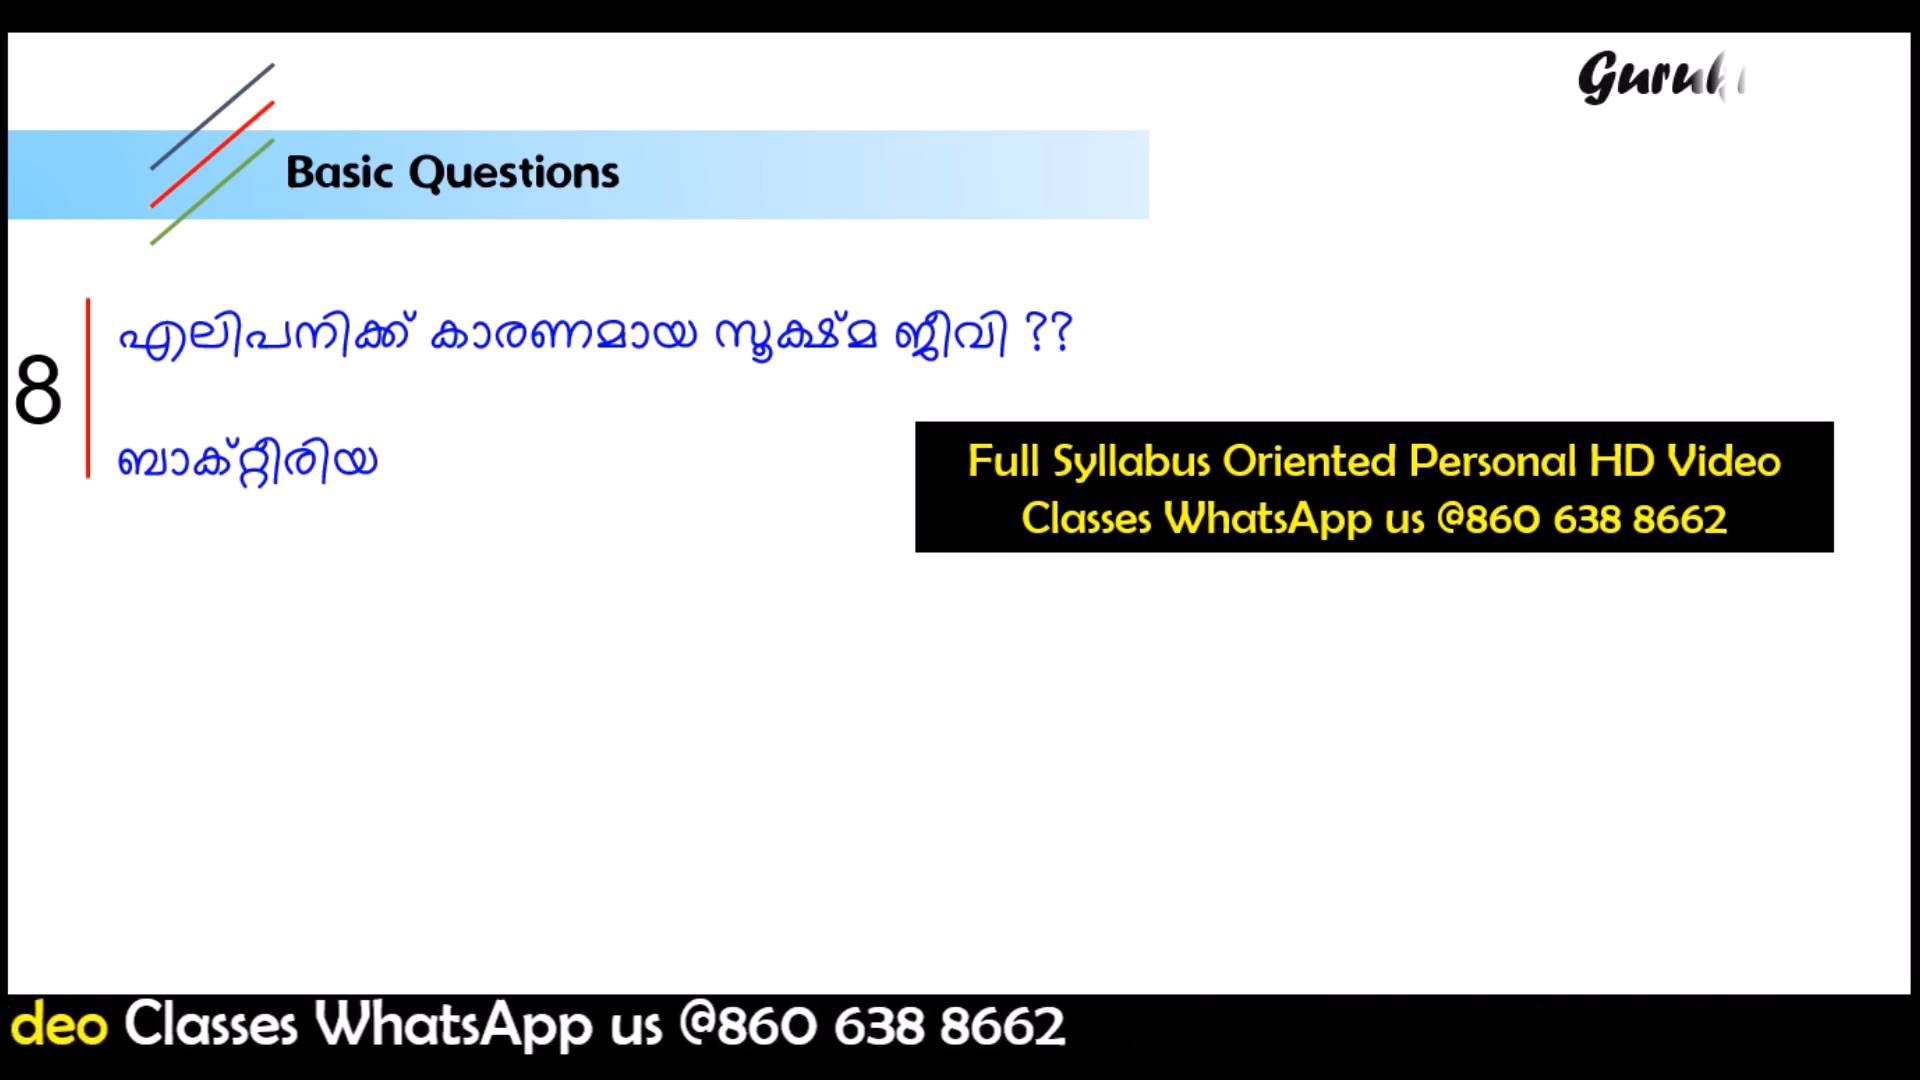 Basic Questions
8
എലിപനിക്ക് കാരണമായ സൂക്ഷ്മ ജീവി ??
ബാക്റ്റീരിയ
Full Syllabus Oriented Personal HD Video
Classes WhatsApp us @860 638 8662
deo Classes WhatsApp us @860 638 8662